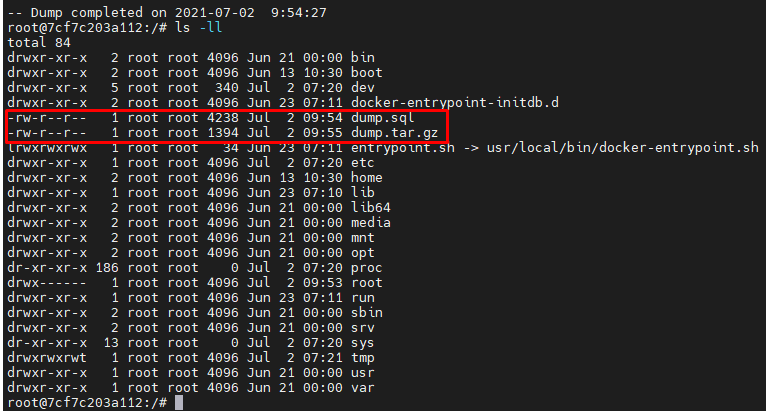 -- Dump completed on 2021-07-02  9:54:27
root@7cf7c203a112:/# ls -ll
total 84
drwxr-xr-x   2 root root 4096 Jun 21 00:00 bin
drwxr-xr-x   2 root root 4096 Jun 13 10:30 boot
drwxr-xr-x   5 root root  340 Jul  2 07:20 dev
drwxr-xr-x   2 root root 4096 Jun 23 07:11 docker-entrypoint-initdb.d
-rw-r--r--   1 root root 4238 Jul  2 09:54 dump.sql
-rw-r--r--   1 root root 1394 Jul  2 09:55 dump.tar.gz
lrwxrwxrwx   1 root root   34 Jun 23 07:11 entrypoint.sh -> usr/local/bin/docker-entrypoint.sh
drwxr-xr-x   1 root root 4096 Jul  2 07:20 etc
drwxr-xr-x   2 root root 4096 Jun 13 10:30 home
drwxr-xr-x   1 root root 4096 Jun 23 07:10 lib
drwxr-xr-x   2 root root 4096 Jun 21 00:00 lib64
drwxr-xr-x   2 root root 4096 Jun 21 00:00 media
drwxr-xr-x   2 root root 4096 Jun 21 00:00 mnt
drwxr-xr-x   2 root root 4096 Jun 21 00:00 opt
dr-xr-xr-x 186 root root    0 Jul  2 07:20 proc
drwx------   1 root root 4096 Jul  2 09:53 root
drwxr-xr-x   1 root root 4096 Jun 23 07:11 run
drwxr-xr-x   2 root root 4096 Jun 21 00:00 sbin
drwxr-xr-x   2 root root 4096 Jun 21 00:00 srv
dr-xr-xr-x  13 root root    0 Jul  2 07:20 sys
drwxrwxrwt   1 root root 4096 Jul  2 07:21 tmp
drwxr-xr-x   1 root root 4096 Jun 21 00:00 usr
drwxr-xr-x   1 root root 4096 Jun 21 00:00 var
root@7cf7c203a112:/#